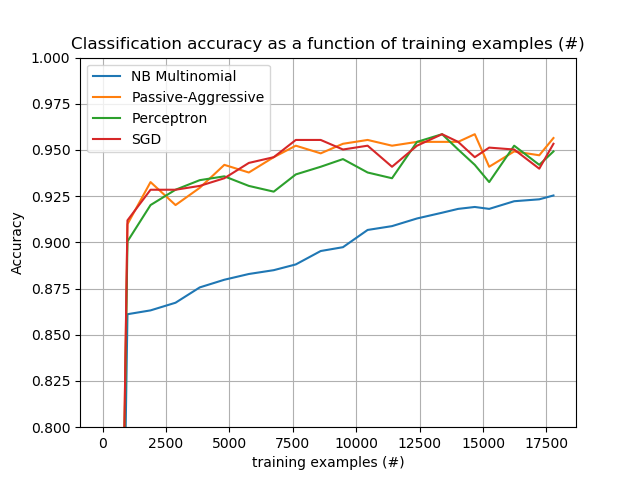 Classification accuracy as a function of training examples (#)
1.000
0.975
0.950
0.925
0.900
0.875
0.850
0.825
0.800
Accuracy
NB Multinomial
Passive-Aggressive
Perceptron
SGD
0 2500 5000 7500 10000 12500 15000 17500
training examples (#)